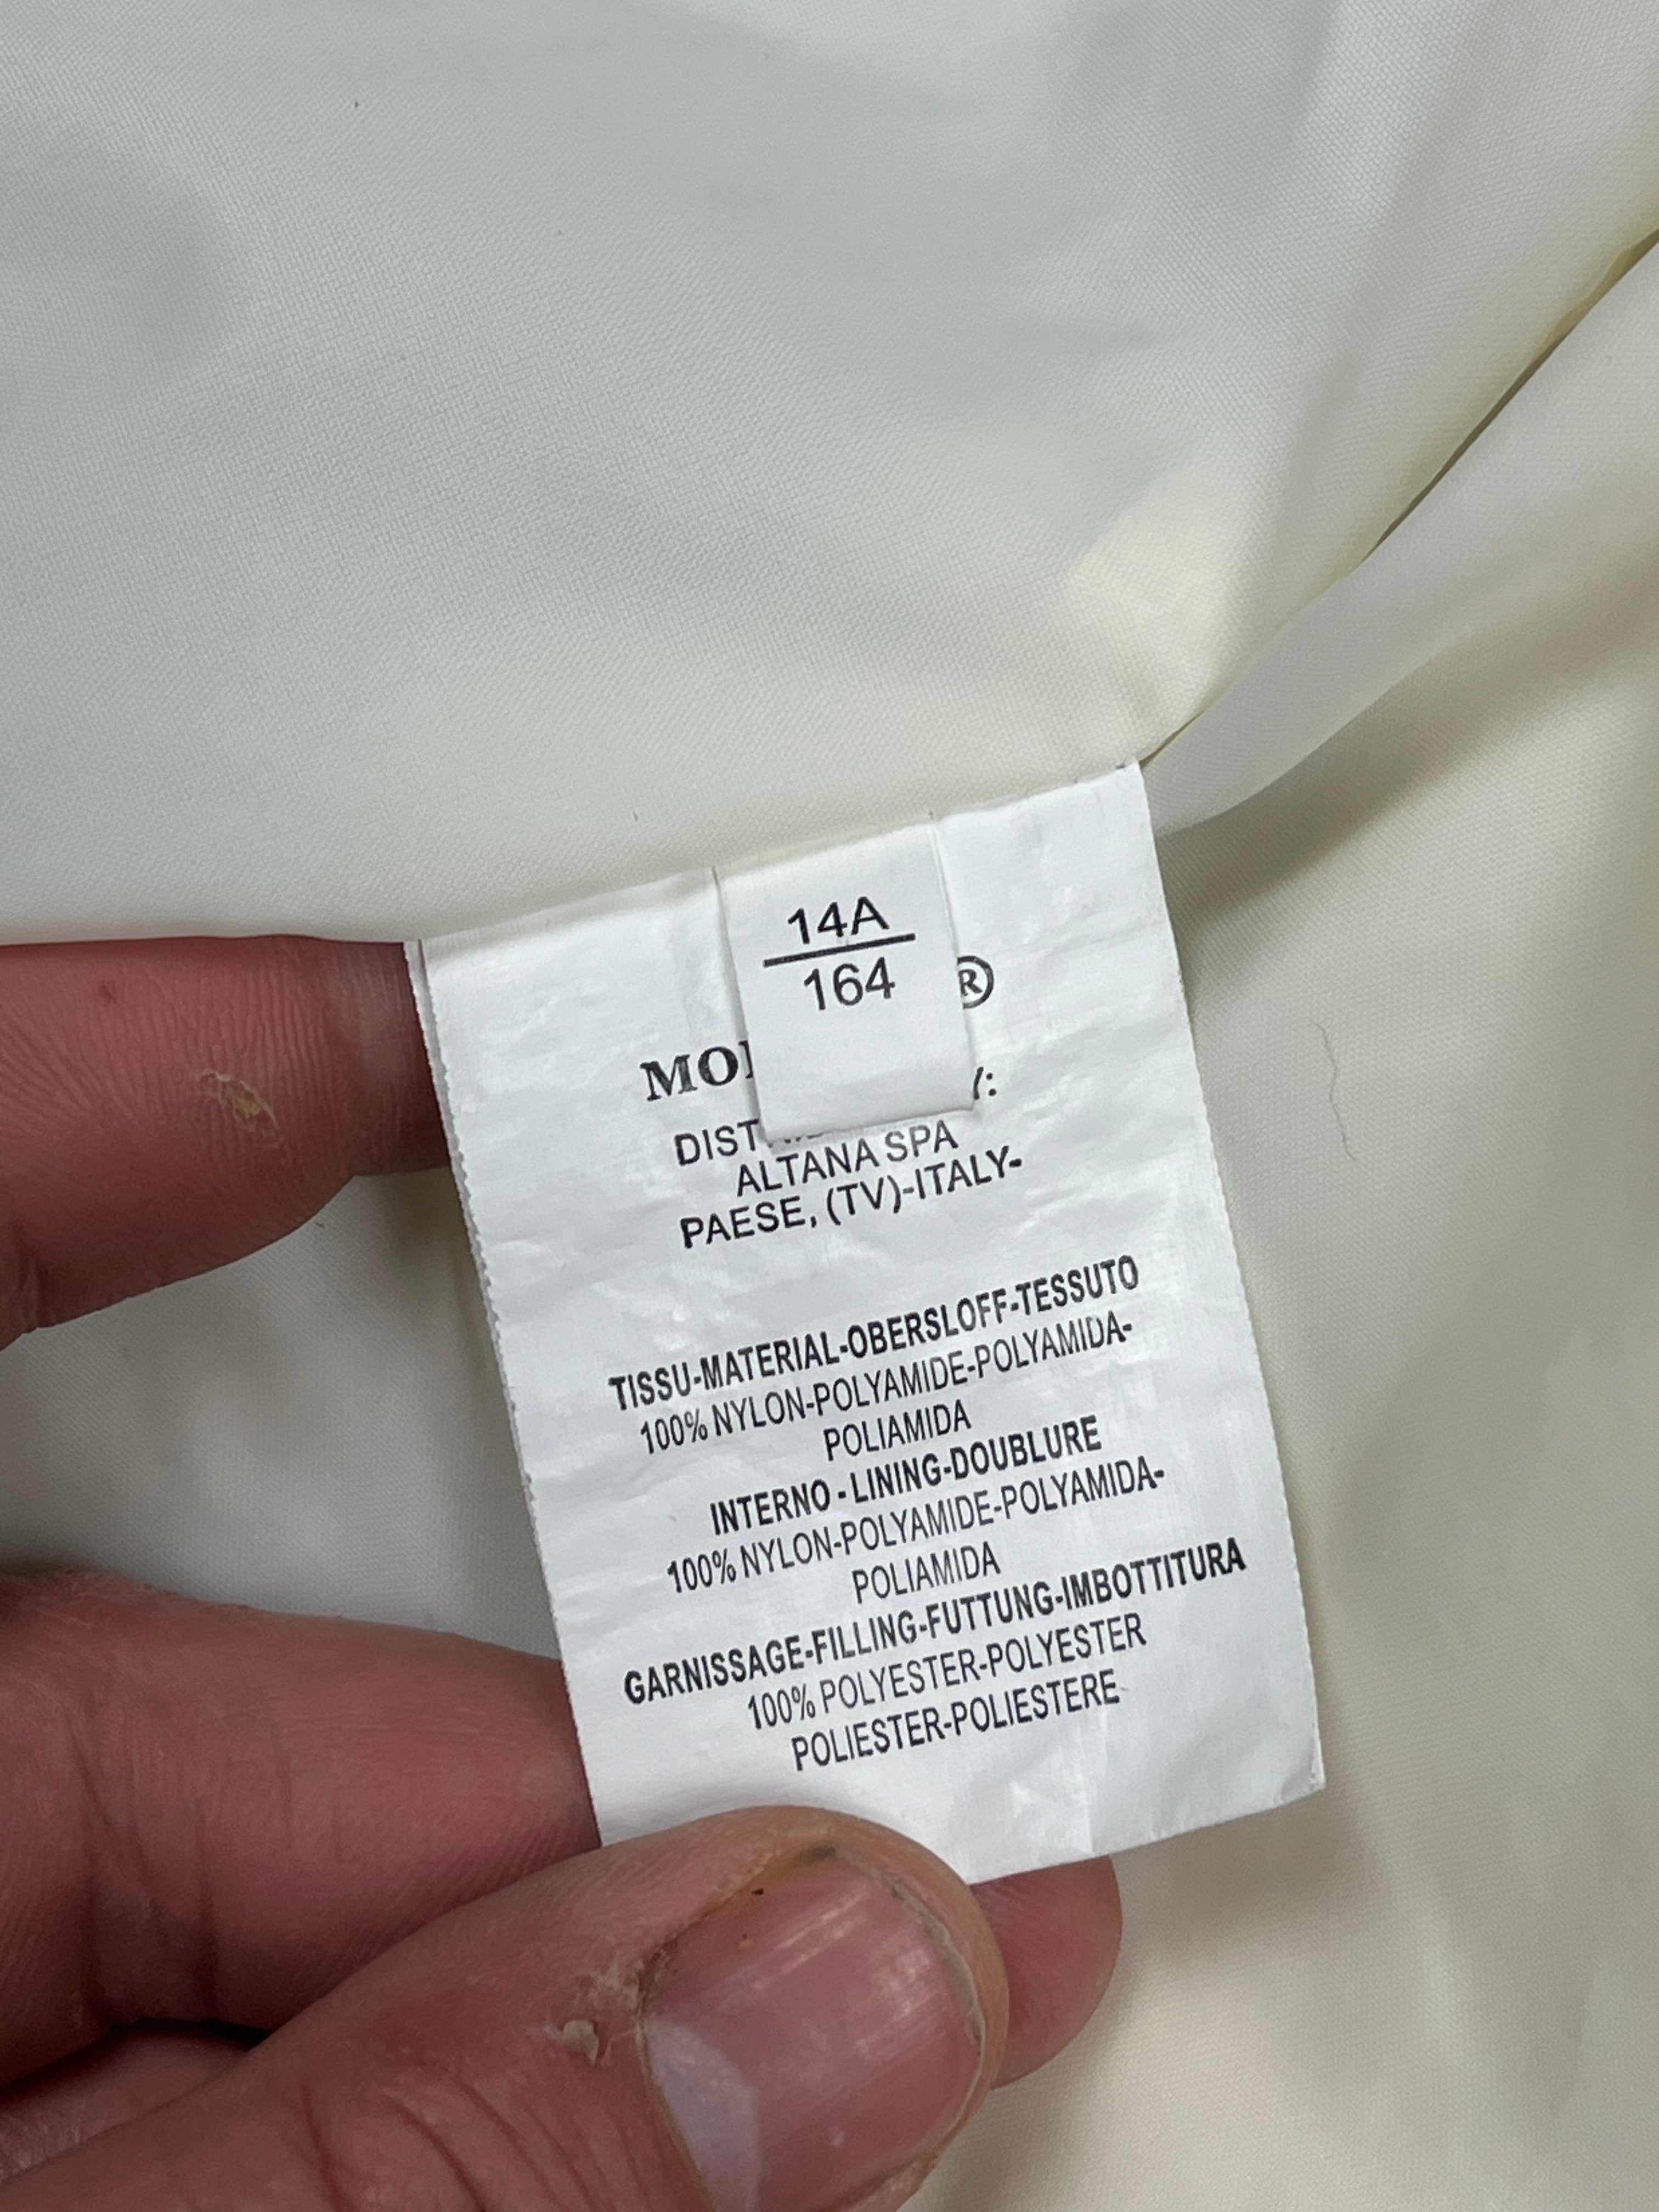 14A
164
®
MO
DIST
ALTANA SPA
PAESE, (TV)-ITALY-
TISSU-MATERIAL-OBERSLOFF-TESSUTO
100% NYLON-POLYAMIDE-POLYAMIDA-
POLIAMIDA
INTERNO - LINING-DOUBLURE
100% NYLON-POLYAMIDE-POLYAMIDA-
POLIAMIDA
GARNISSAGE-FILLING-FUTTUNG-IMBOTTITURA
100% POLYESTER-POLYESTER
POLIESTER-POLIESTERE